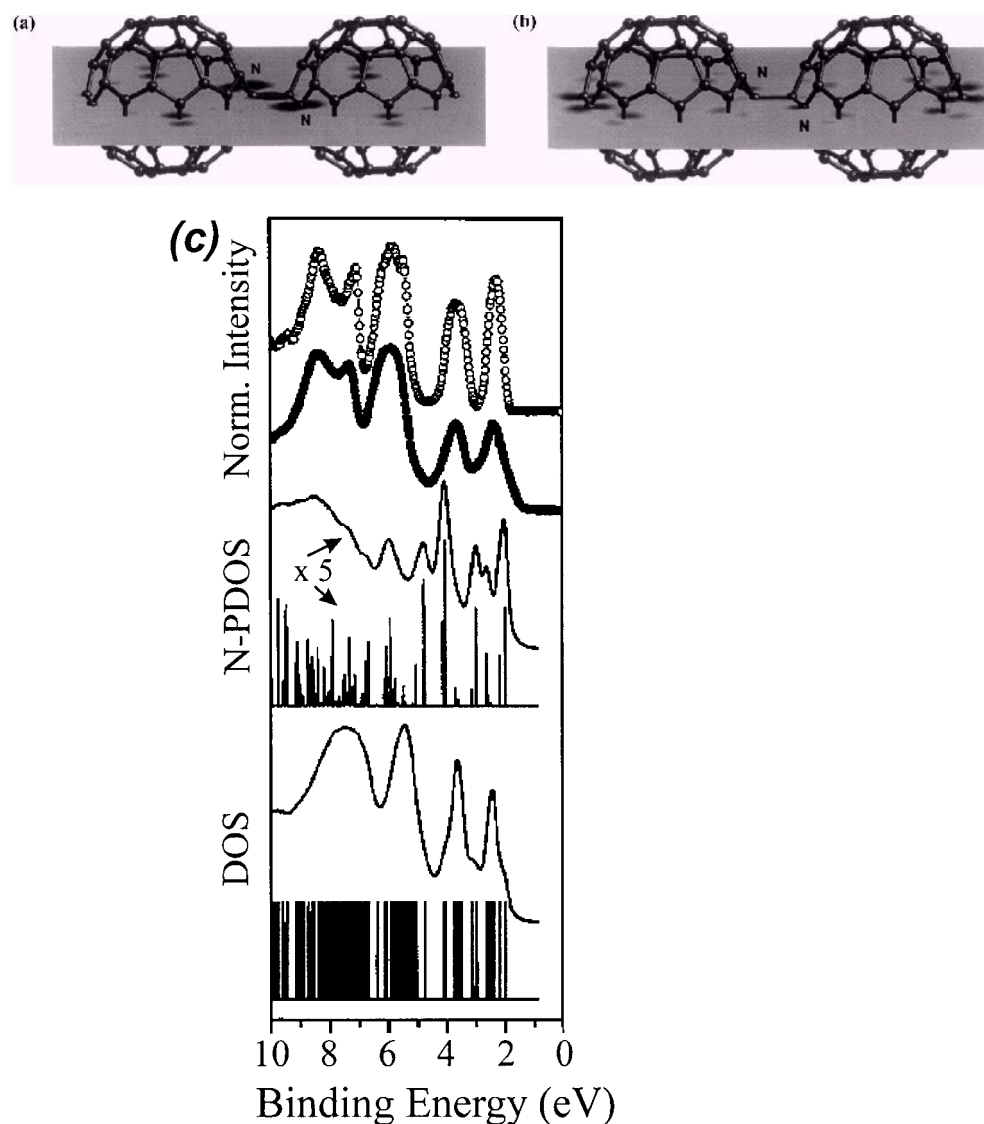 (a)
(b)
N
N
N
N
(c)
Norm. Intensity
N-PDOS
x 5
DOS
10 8 6 4 2 0
Binding Energy (eV)